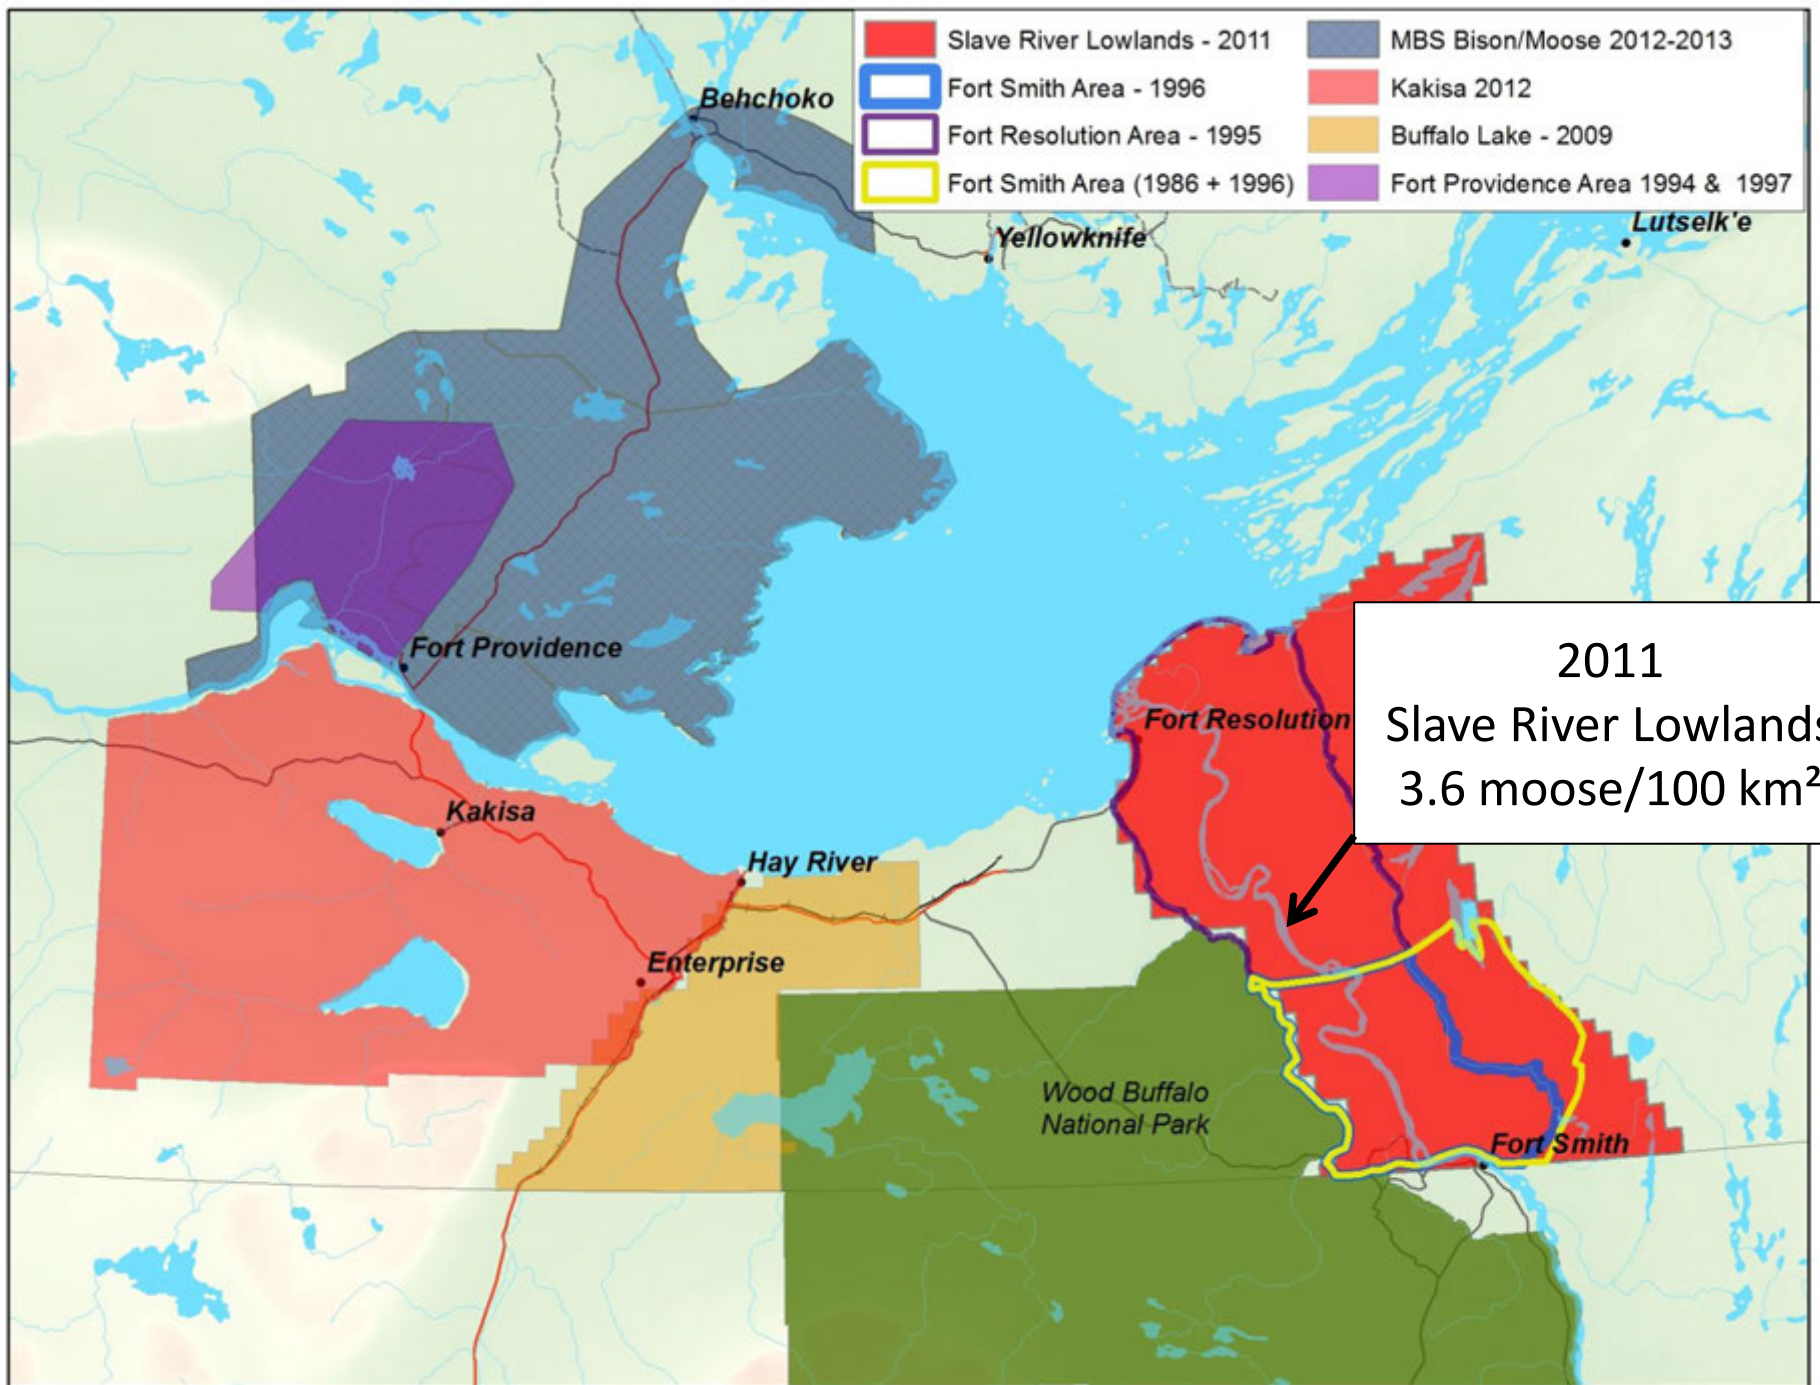 Slave River Lowlands - 2011
Fort Smith Area - 1996
Fort Resolution Area - 1995
Fort Smith Area (1986 + 1996)
MBS Bison/Moose 2012-2013
Kakisa 2012
Buffalo Lake - 2009
Fort Providence Area 1994 & 1997
Behchoko
Yellowknife
Lutselk'e
Fort Providence
Fort Resolution
2011
Slave River Lowlands
3.6 moose/100 km²
Kakisa
Hay River
Enterprise
Wood Buffalo
National Park
Fort Smith